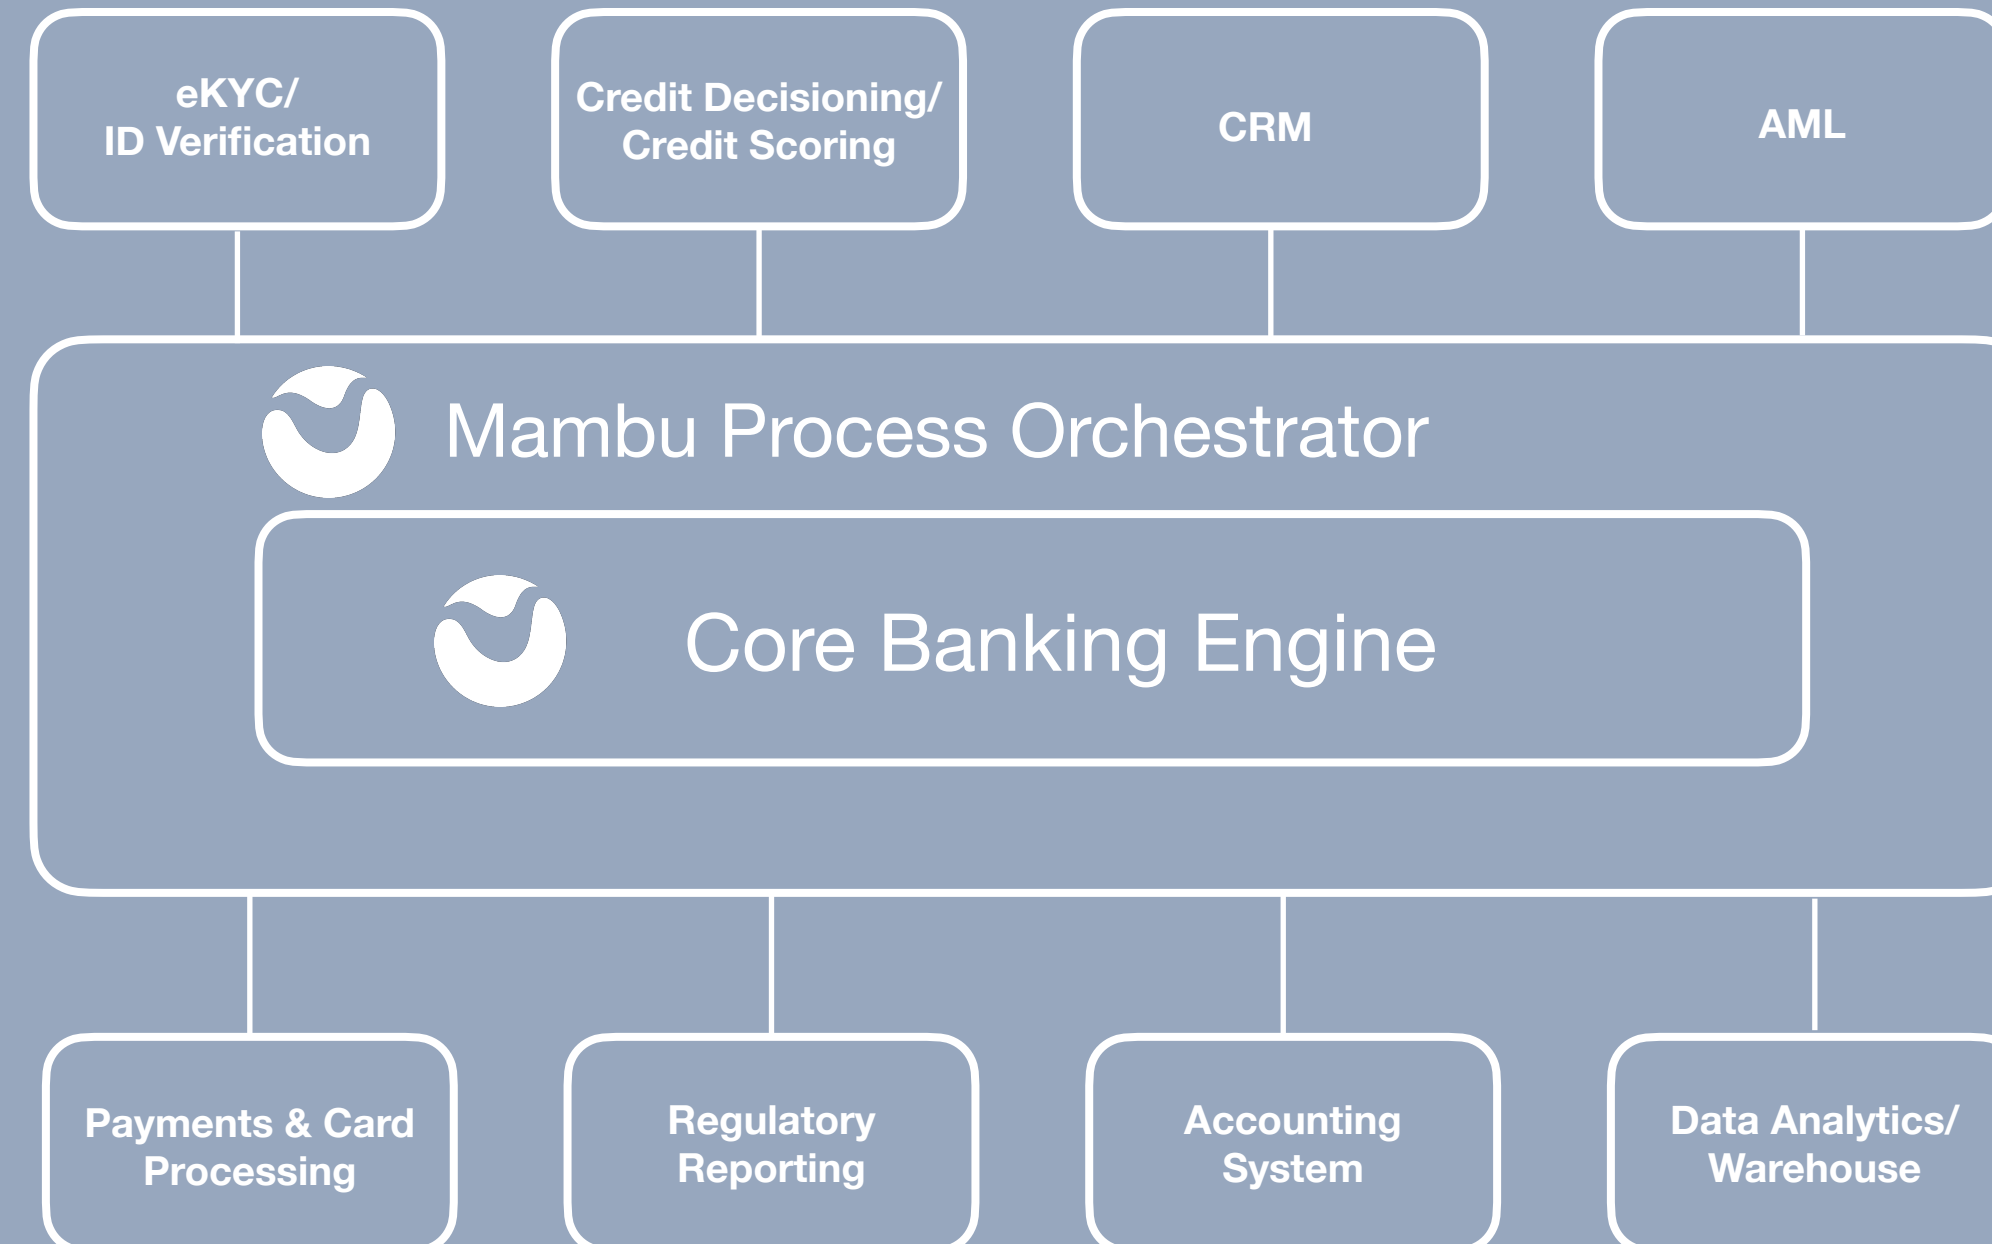 eKYC/
ID Verification
Credit Decisioning/
Credit Scoring
CRM
AML
Mambu Process Orchestrator
Core Banking Engine
Payments & Card
Processing
Regulatory
Reporting
Accounting
System
Data Analytics/
Warehouse